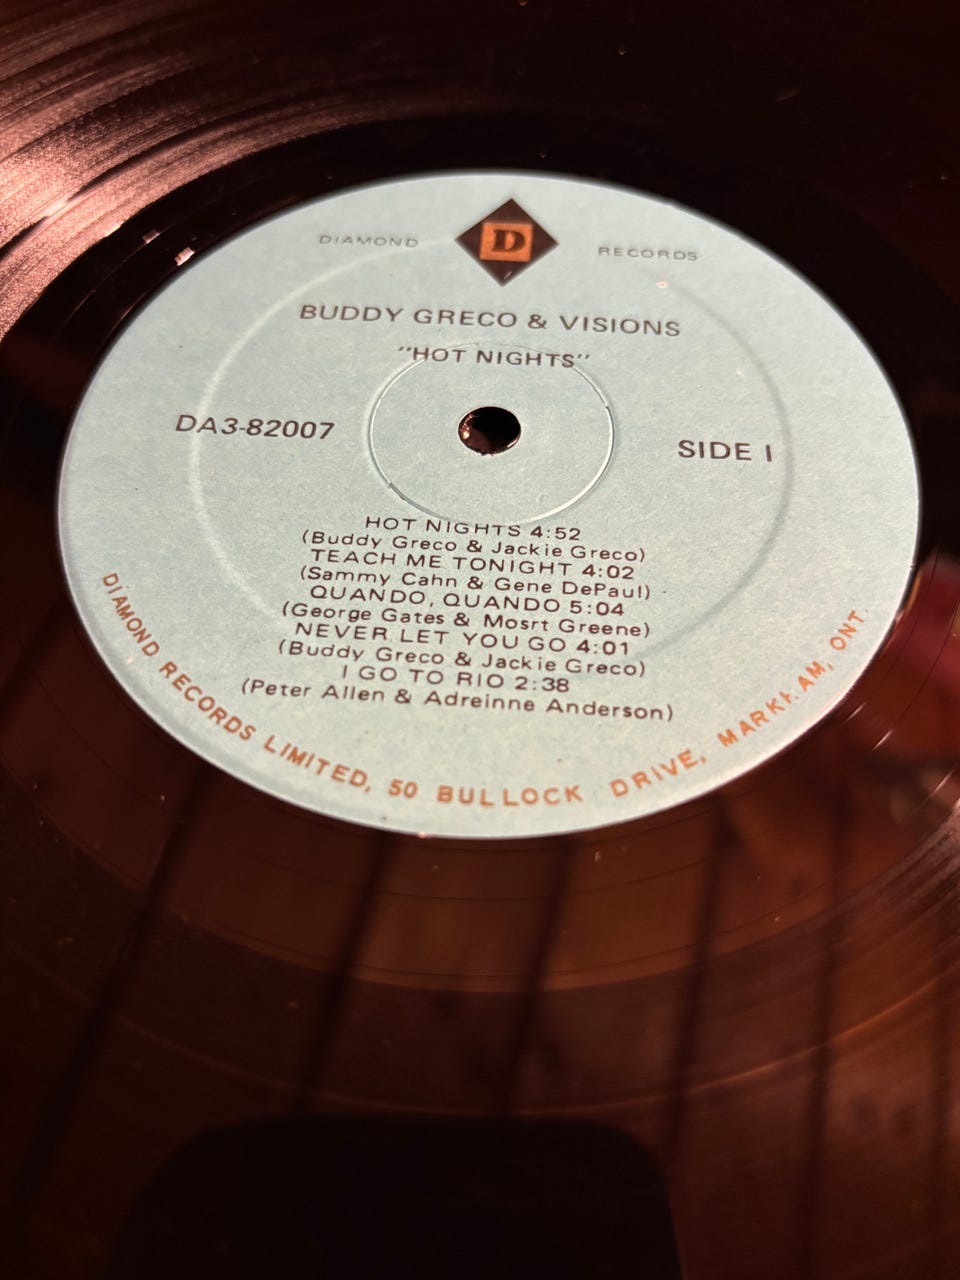 DIAMOND D RECORDS
BUDDY GRECO & VISIONS
"HOT NIGHTS"
DA3-82007
SIDE I
HOT NIGHTS 4:52
(Buddy Greco & Jackie Greco)
TEACH ME TONIGHT 4:02
(Sammy Cahn & Gene DePaul)
QUANDO, QUANDO 5:04
(George Gates & Mosrt Greene)
NEVER LET YOU GO 4:01
(Buddy Greco & Jackie Greco)
I GO TO RIO 2:38
(Peter Allen & Adreinne Anderson)
DIAMOND RECORDS LIMITED, 50 BULLOCK DRIVE, MARKHAM, ONT.